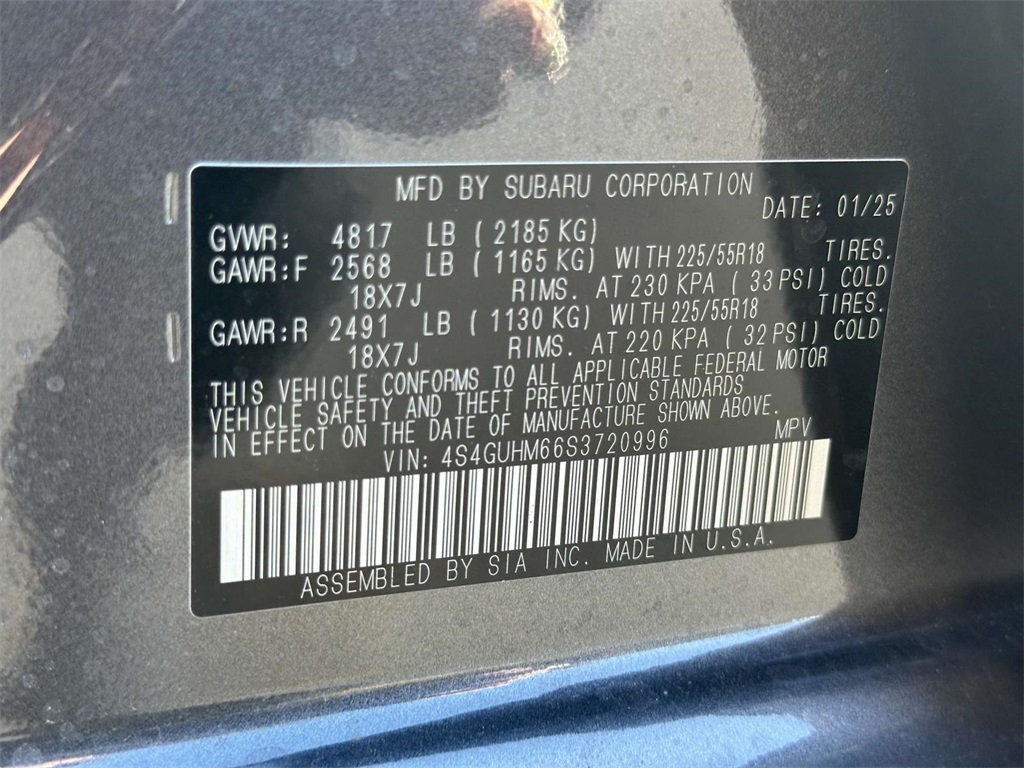 MFD BY SUBARU CORPORATION
DATE: 01/25
GVWR: 4817 LB ( 2185 KG)
GAWR:F 2568 LB ( 1165 KG) WITH 225/55R18 TIRES.
18X7J RIMS. AT 230 KPA ( 33 PSI) COLD
GAWR:R 2491 LB ( 1130 KG) WITH 225/55R18 TIRES.
18X7J RIMS. AT 220 KPA ( 32 PSI) COLD
THIS VEHICLE CONFORMS TO ALL APPLICABLE FEDERAL MOTOR
VEHICLE SAFETY AND THEFT PREVENTION STANDARDS
IN EFFECT ON THE DATE OF MANUFACTURE SHOWN ABOVE.
VIN: 4S4GUHM66S3720996 MPV
ASSEMBLED BY SIA INC. MADE IN U.S.A.